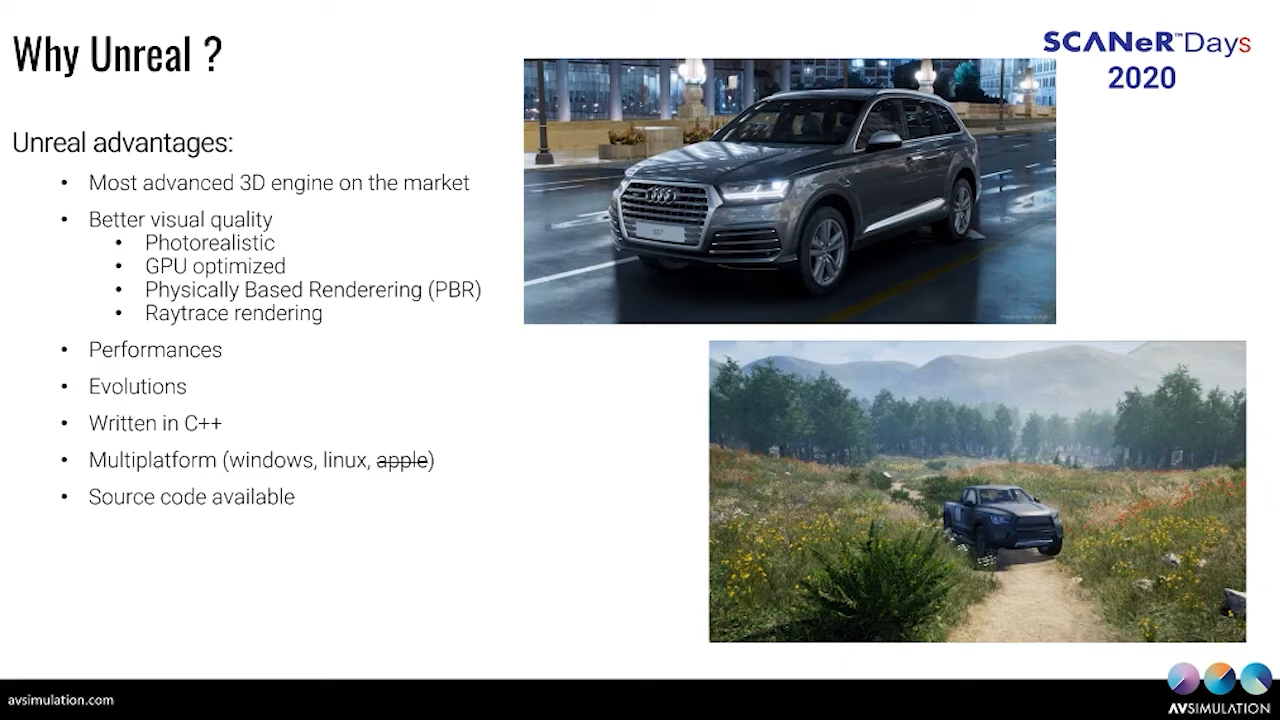 Why Unreal ?
SCANeR™Days
2020
Unreal advantages:
• Most advanced 3D engine on the market
• Better visual quality
• Photorealistic
• GPU optimized
• Physically Based Renderering (PBR)
• Raytrace rendering
• Performances
• Evolutions
• Written in C++
• Multiplatform (windows, linux, apple)
• Source code available
SQ7
avsimulation.com
AVSIMULATION